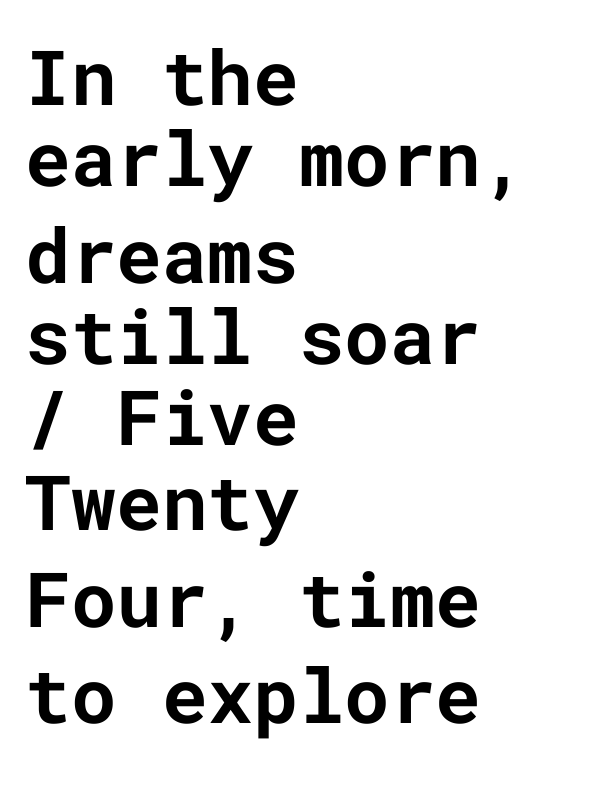 In the
early morn,
dreams
still soar
/ Five
Twenty
Four, time
to explore